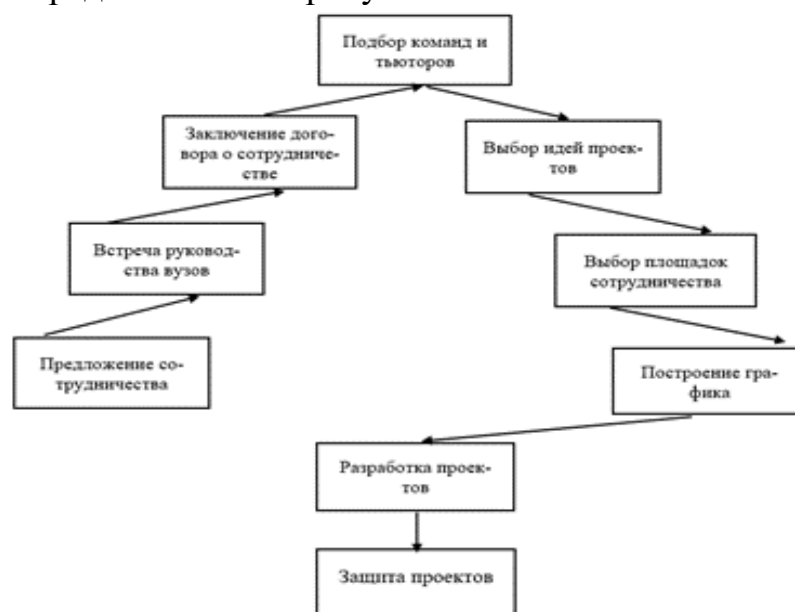 Подбор команд и
тьюторов
Заключение дого-
вора о сотрудниче-
стве
Выбор идей проек-
тов
Встреча руковод-
ства вузов
Выбор площадок
сотрудничества
Предложение со-
трудничества
Построение гра-
фика
Разработка проек-
тов
Защита проектов